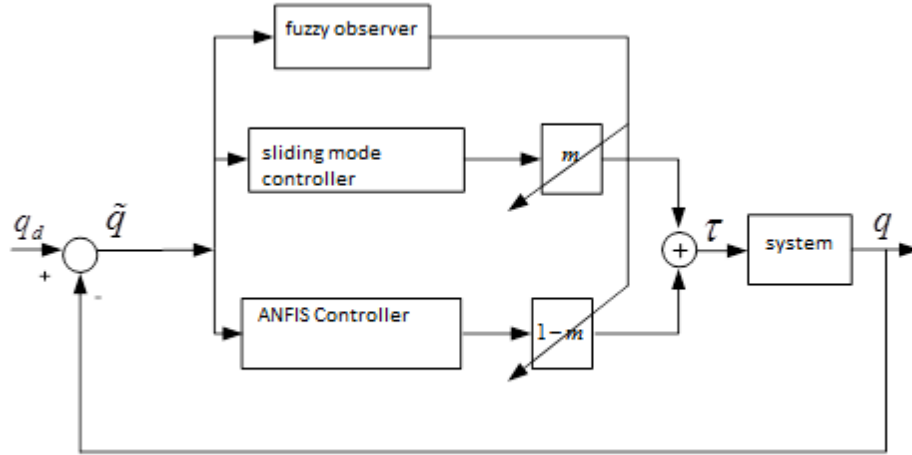 fuzzy observer
sliding mode
controller
m
q_d
+
-
q̃
ANFIS Controller
1-m
+
τ
system
q